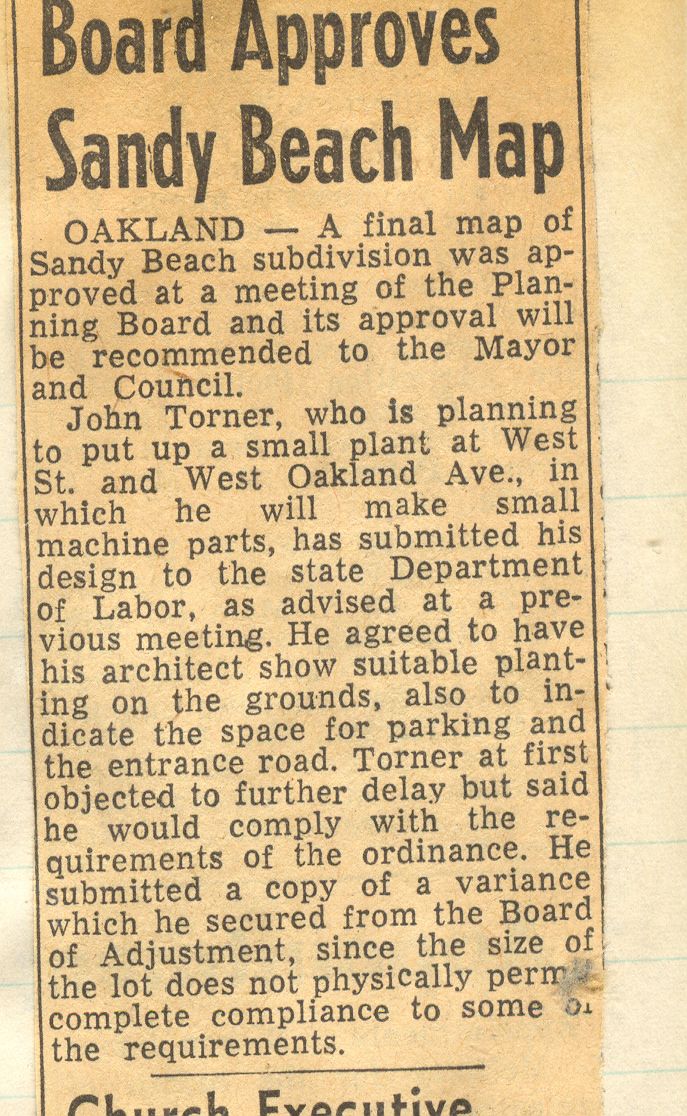 Board Approves
Sandy Beach Map
OAKLAND — A final map of
Sandy Beach subdivision was ap-
proved at a meeting of the Plan-
ning Board and its approval will
be recommended to the Mayor
and Council.
John Torner, who is planning
to put up a small plant at West
St. and West Oakland Ave., in
which he will make small
machine parts, has submitted his
design to the state Department
of Labor, as advised at a pre-
vious meeting. He agreed to have
his architect show suitable plant-
ing on the grounds, also to in-
dicate the space for parking and
the entrance road. Torner at first
objected to further delay but said
he would comply with the re-
quirements of the ordinance. He
submitted a copy of a variance
which he secured from the Board
of Adjustment, since the size of
the lot does not physically
complete compliance to some of
the requirements.
Church Executive